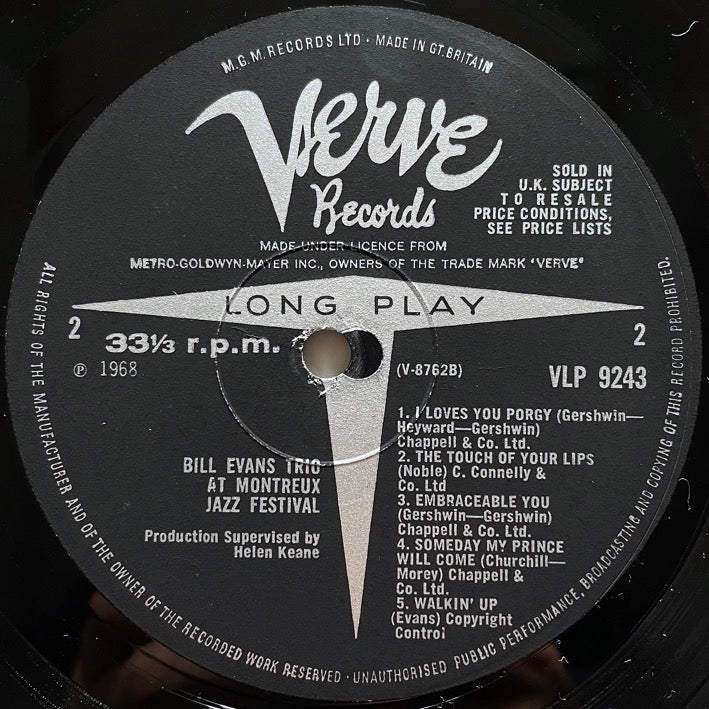 M.G.M. RECORDS LTD · MADE IN GT. BRITAIN
Verve
Records
SOLD IN
U.K. SUBJECT
TO RESALE
PRICE CONDITIONS,
SEE PRICE LISTS
MADE UNDER LICENCE FROM
METRO-GOLDWYN-MAYER INC., OWNERS OF THE TRADE MARK 'VERVE'
LONG PLAY
2
2
33⅓ r.p.m.
℗ 1968
(V-8762B)
VLP 9243
BILL EVANS TRIO
AT MONTREUX
JAZZ FESTIVAL
Production Supervised by
Helen Keane
1. I LOVES YOU PORGY (Gershwin—
Heyward—Gershwin)
Chappell & Co. Ltd.
2. THE TOUCH OF YOUR LIPS
(Noble) C. Connelly &
Co. Ltd
3. EMBRACEABLE YOU
(Gershwin—Gershwin)
Chappell & Co. Ltd.
4. SOMEDAY MY PRINCE
WILL COME (Churchill—
Morey) Chappell &
Co. Ltd.
5. WALKIN' UP
(Evans) Copyright
Control
ALL RIGHTS OF THE MANUFACTURER AND OF THE OWNER OF THE RECORDED WORK RESERVED · UNAUTHORISED PUBLIC PERFORMANCE, BROADCASTING AND COPYING OF THIS RECORD PROHIBITED.